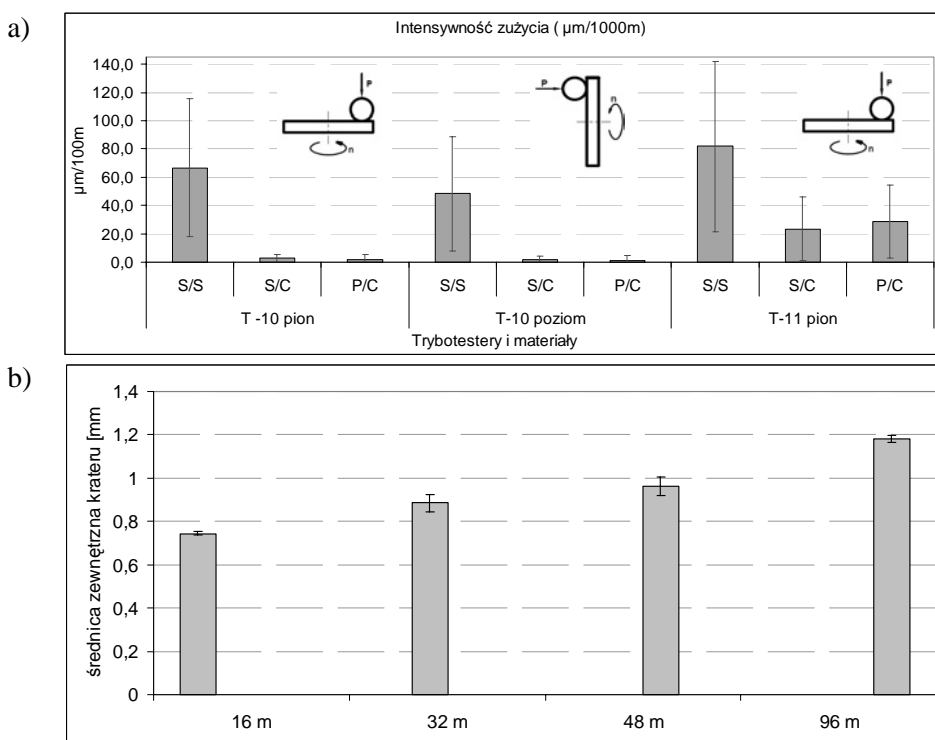 a)
Intensywność zużycia ( µm/1000m)
µm/100m
140,0
120,0
100,0
80,0
60,0
40,0
20,0
0,0
P
n
P
n
P
n
S/S S/C P/C S/S S/C P/C S/S S/C P/C
T -10 pion T-10 poziom T-11 pion
Trybotestery i materiały
b)
średnica zewnętrzna krateru [mm
1,4
1,2
1
0,8
0,6
0,4
0,2
0
16 m 32 m 48 m 96 m